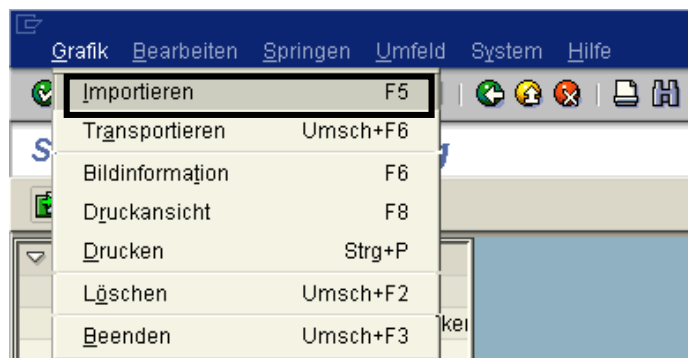 Grafik Bearbeiten Springen Umfeld System Hilfe
Importieren F5
Transportieren Umsch+F6
Bildinformation F6
Druckansicht F8
Drucken Strg+P
Löschen Umsch+F2
Beenden Umsch+F3